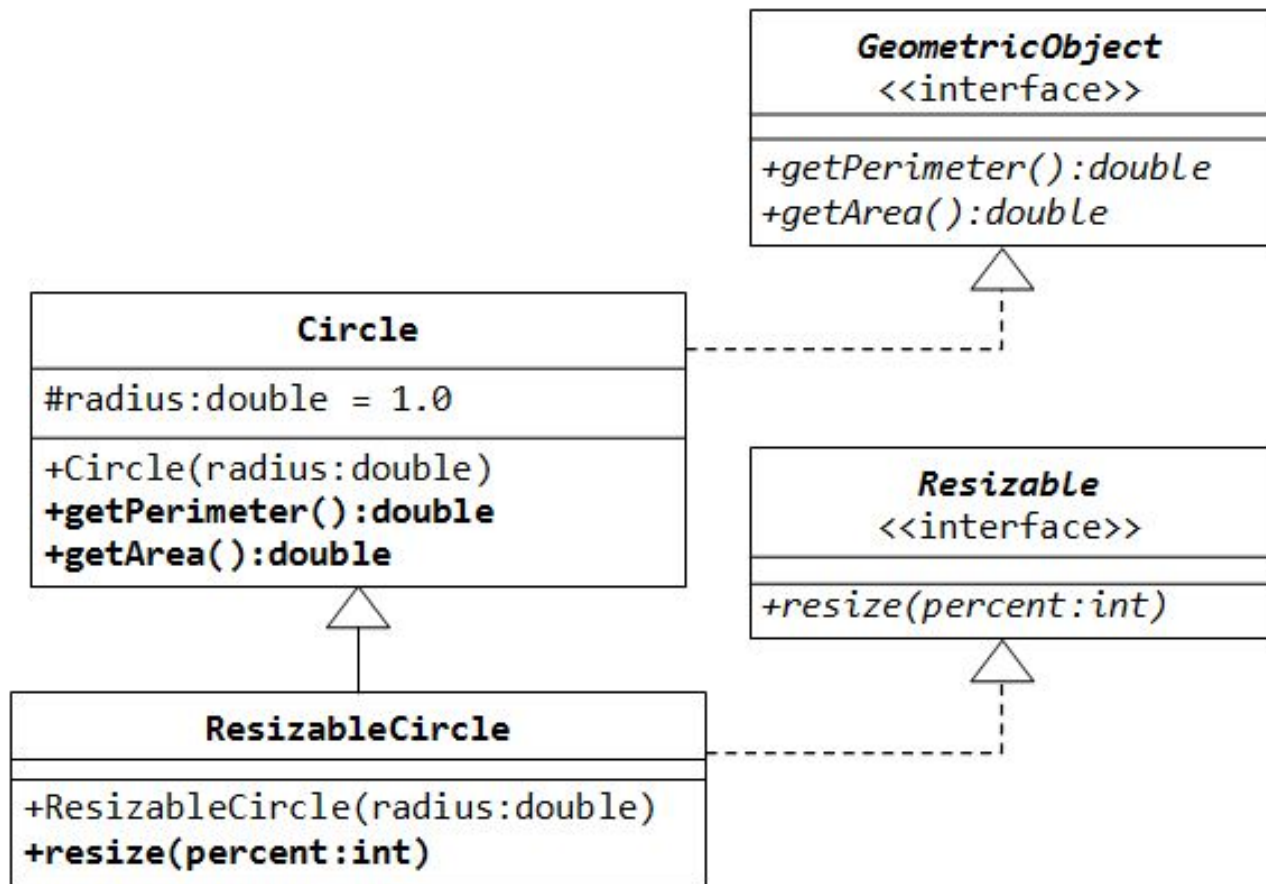 GeometricObject
<<interface>>
+getPerimeter():double
+getArea():double
Circle
#radius:double = 1.0
+Circle(radius:double)
+getPerimeter():double
+getArea():double
Resizable
<<interface>>
+resize(percent:int)
ResizableCircle
+ResizableCircle(radius:double)
+resize(percent:int)